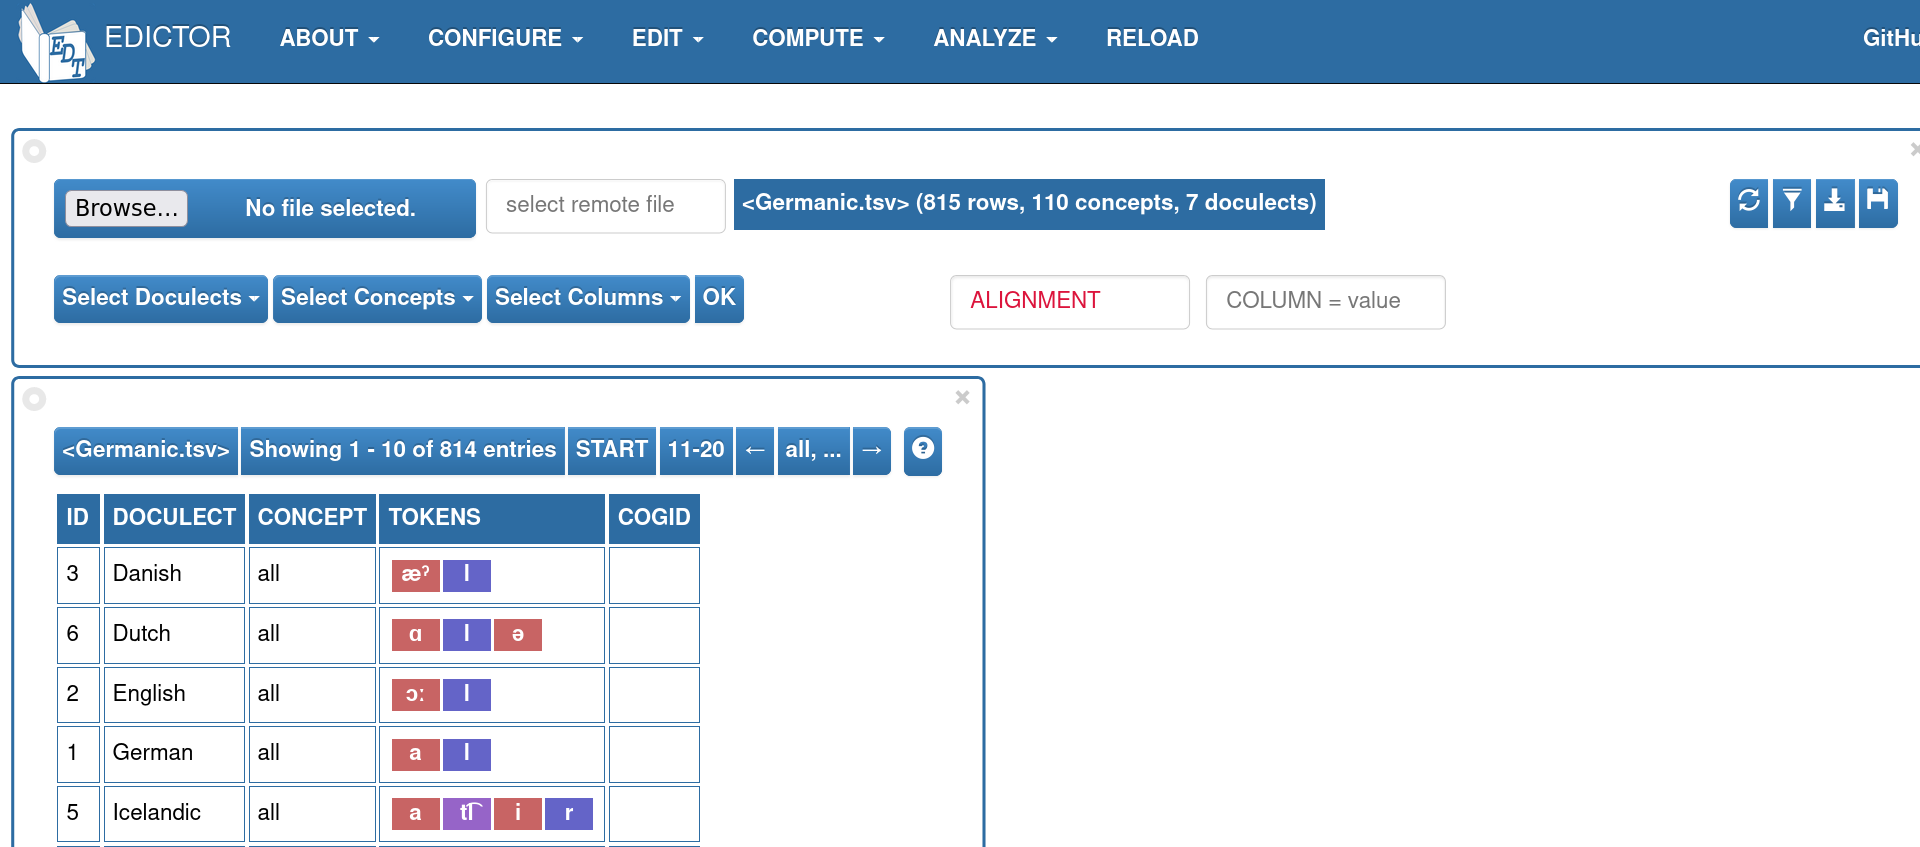 EDT EDICTOR ABOUT CONFIGURE EDIT COMPUTE ANALYZE RELOAD GitHu
Browse... No file selected. select remote file <Germanic.tsv> (815 rows, 110 concepts, 7 doculects)
Select Doculects Select Concepts Select Columns OK ALIGNMENT COLUMN = value
<Germanic.tsv> Showing 1 - 10 of 814 entries START 11-20 ← all, ... → ?
ID DOCULECT CONCEPT TOKENS COGID
3 Danish all æˀ l
6 Dutch all ɑ l ə
2 English all ɔː l
1 German all a l
5 Icelandic all a tl͡ i r